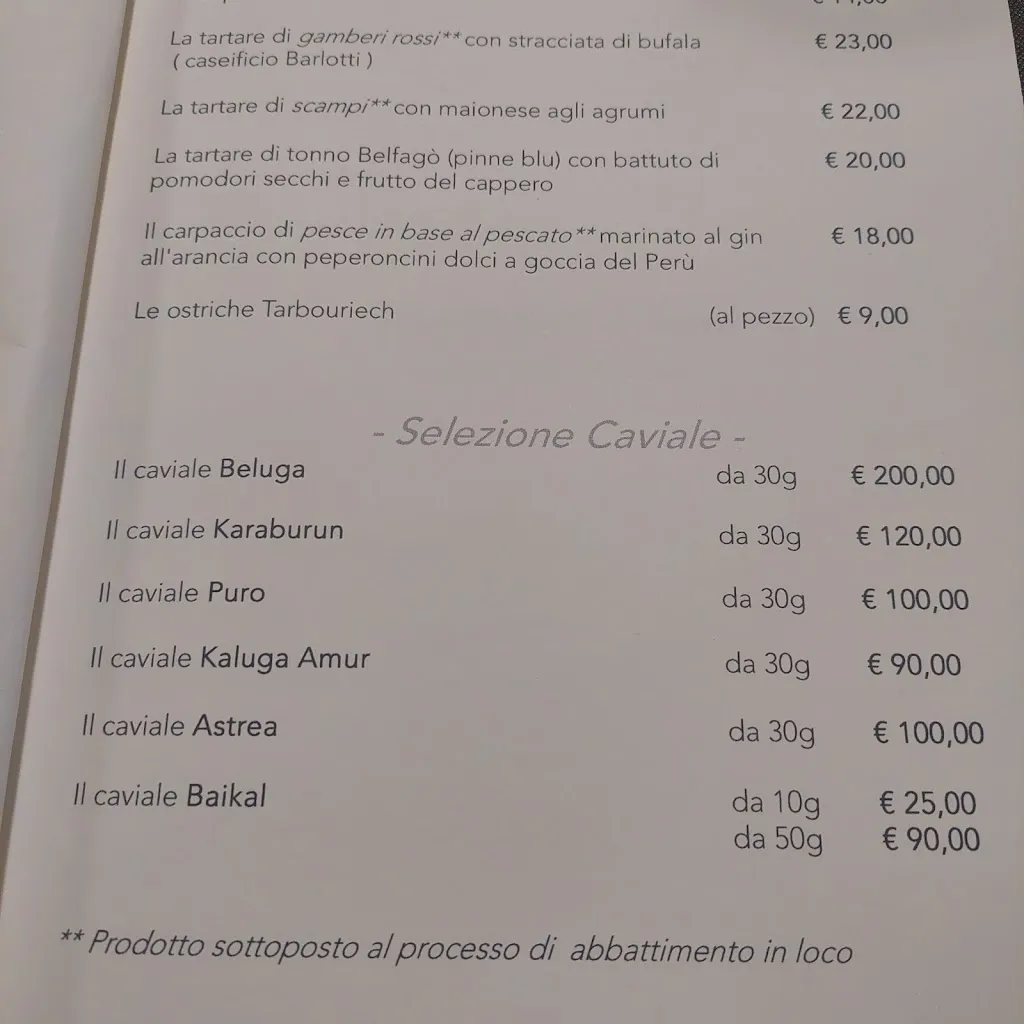 La tartare di gamberi rossi** con stracciata di bufala € 23,00
( caseificio Barlotti )
La tartare di scampi** con maionese agli agrumi € 22,00
La tartare di tonno Belfagò (pinne blu) con battuto di € 20,00
pomodori secchi e frutto del cappero
Il carpaccio di pesce in base al pescato** marinato al gin € 18,00
all'arancia con peperoncini dolci a goccia del Perù
Le ostriche Tarbouriech (al pezzo) € 9,00
- Selezione Caviale -
Il caviale Beluga da 30g € 200,00
Il caviale Karaburun da 30g € 120,00
Il caviale Puro da 30g € 100,00
Il caviale Kaluga Amur da 30g € 90,00
Il caviale Astrea da 30g € 100,00
Il caviale Baikal da 10g € 25,00
da 50g € 90,00
** Prodotto sottoposto al processo di abbattimento in loco